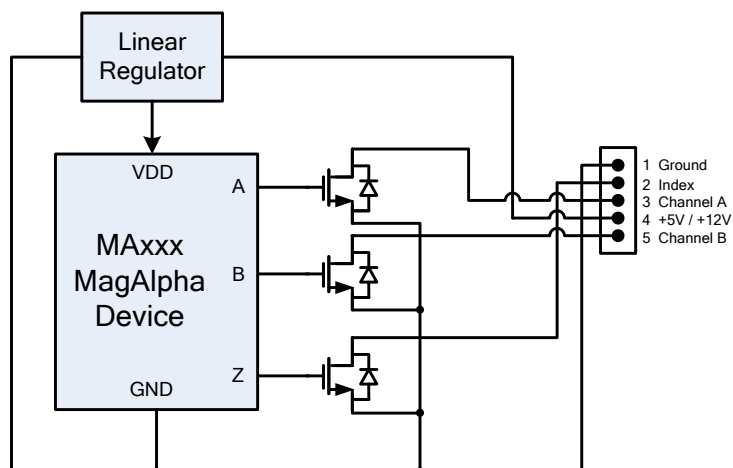 Linear
Regulator
VDD
A
MAxxx
MagAlpha
Device
B
Z
GND
1 Ground
2 Index
3 Channel A
4 +5V / +12V
5 Channel B